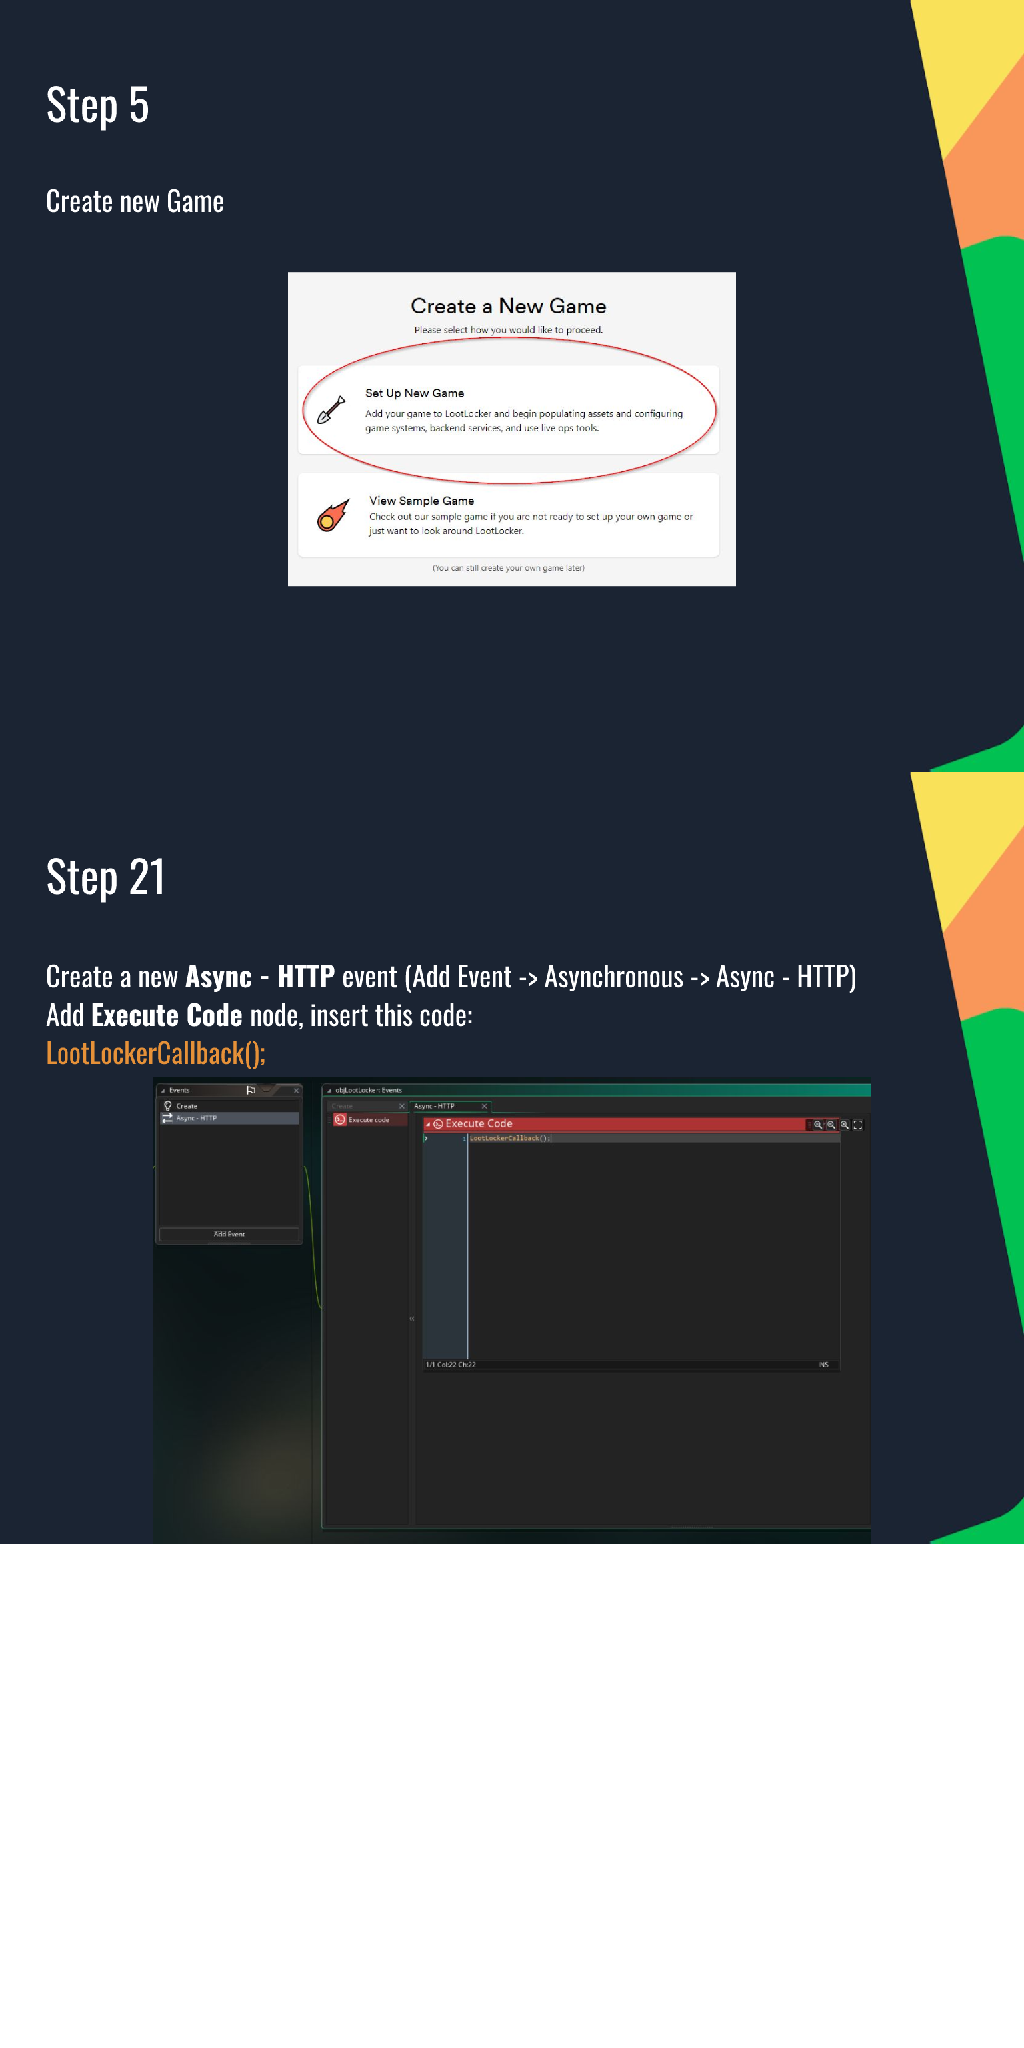 Step 5
Create new Game
Create a New Game
Please select how you would like to proceed.
Set Up New Game
Add your game to LootLocker and begin populating assets and configuring
game systems, backend services, and use live ops tools.
View Sample Game
Check out our sample game if you are not ready to set up your own game or
just want to look around LootLocker.
(You can still create your own game later)
Step 21
Create a new Async - HTTP event (Add Event -> Asynchronous -> Async - HTTP)
Add Execute Code node, insert this code:
LootLockerCallback();
Events
objLootLocker: Events
Create
Async - HTTP
Add Event
Create
Async - HTTP
Execute code
Execute Code
1 LootLockerCallback();
1/1 Col:22 Ch:22
INS